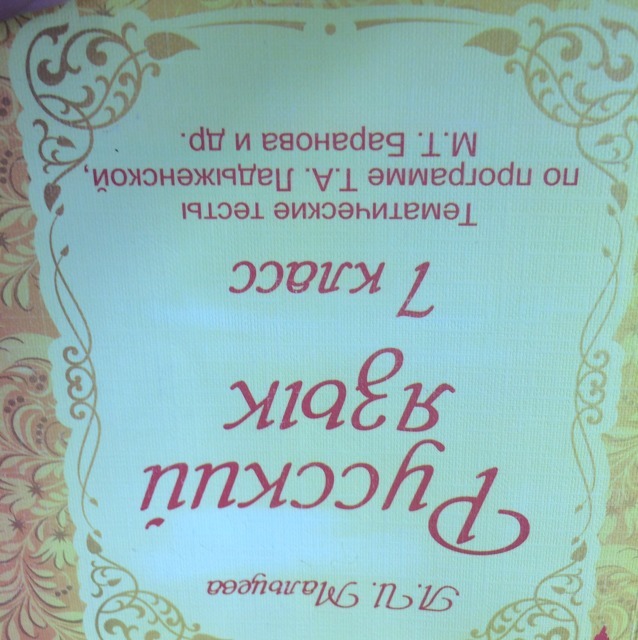 Л.И. Мальцева
Русский
язык
7 класс
Тематические тесты
по программе Т.А. Ладыженской,
М.Т. Баранова и др.